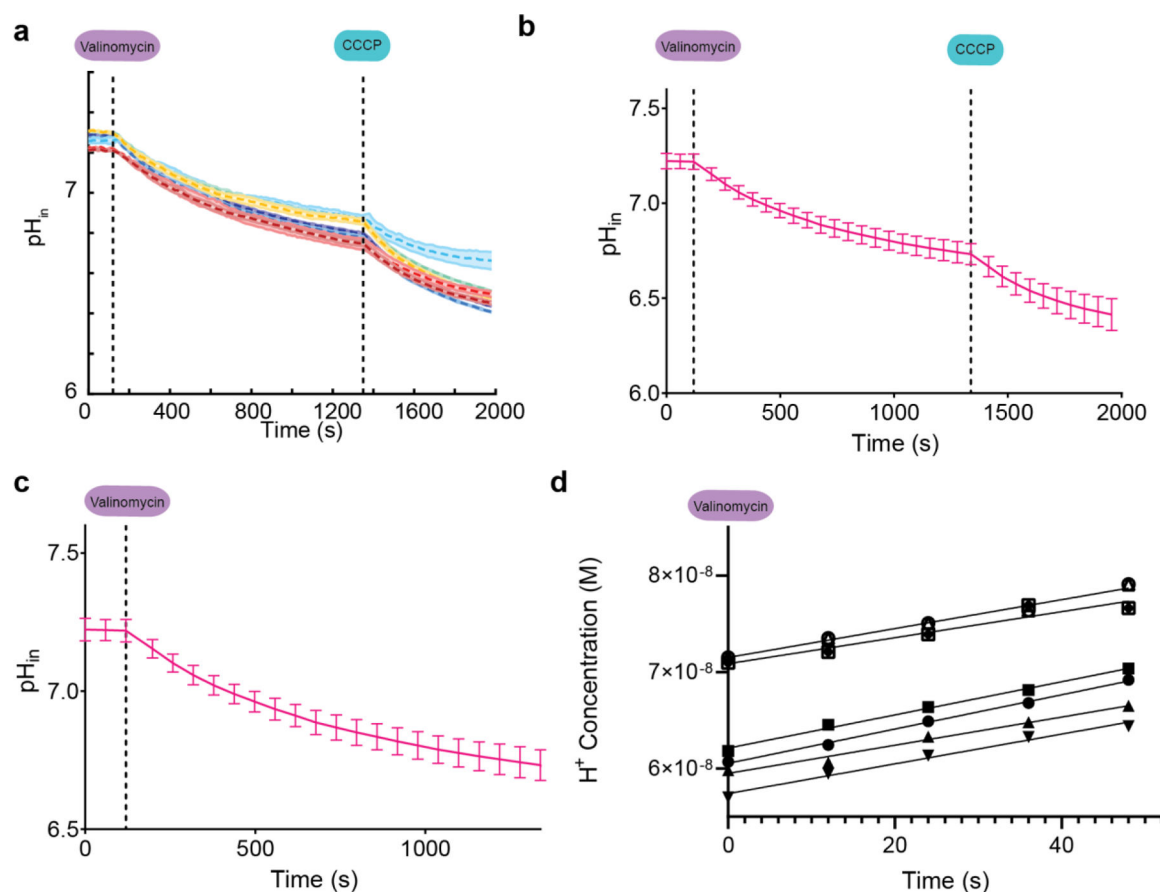 a
Valinomycin
CCCP
pHin
7
6
0 400 800 1200 1600 2000
Time (s)
b
Valinomycin
CCCP
pHin
7.5
7.0
6.5
6.0
0 500 1000 1500 2000
Time (s)
c
Valinomycin
pHin
7.5
7.0
6.5
0 500 1000
Time (s)
d
Valinomycin
H+ Concentration (M)
8×10-8
7×10-8
6×10-8
0 20 40
Time (s)